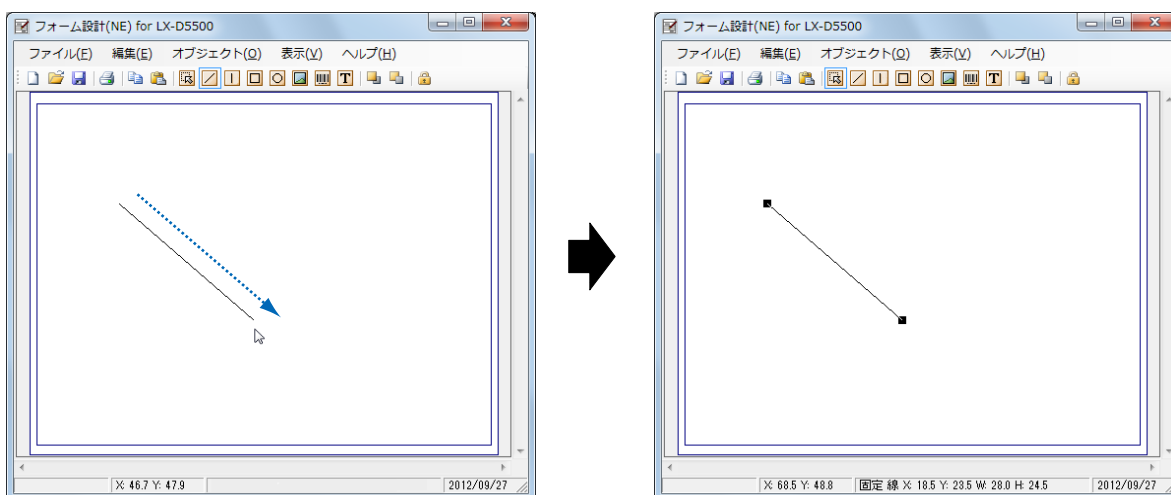 フォーム設計(NE) for LX-D5500
ファイル(F) 編集(E) オブジェクト(O) 表示(V) ヘルプ(H)
T
X: 46.7 Y: 47.9 2012/09/27
フォーム設計(NE) for LX-D5500
ファイル(F) 編集(E) オブジェクト(O) 表示(V) ヘルプ(H)
T
X: 68.5 Y: 48.8 固定 線 X: 18.5 Y: 23.5 W: 28.0 H: 24.5 2012/09/27